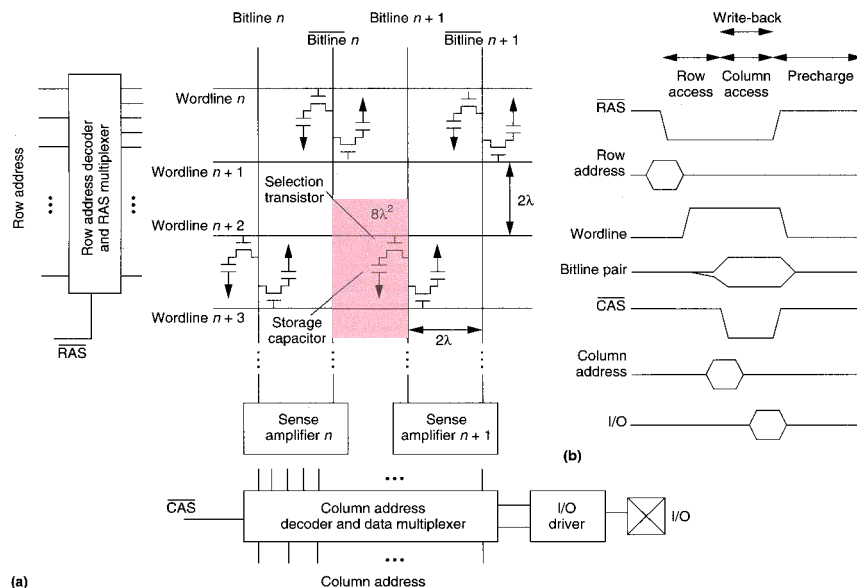 Bitline n
Bitline n
Bitline n + 1
Bitline n + 1
Wordline n
Wordline n + 1
Selection
transistor
Wordline n + 2
8λ²
2λ
Storage
capacitor
Wordline n + 3
2λ
Row address
Row address decoder
and RAS multiplexer
RAS
Sense
amplifier n
Sense
amplifier n + 1
CAS
Column address
decoder and data multiplexer
I/O
driver
I/O
Column address
(a)
Write-back
Row
access
Column
access
Precharge
RAS
Row
address
Wordline
Bitline pair
CAS
Column
address
I/O
(b)